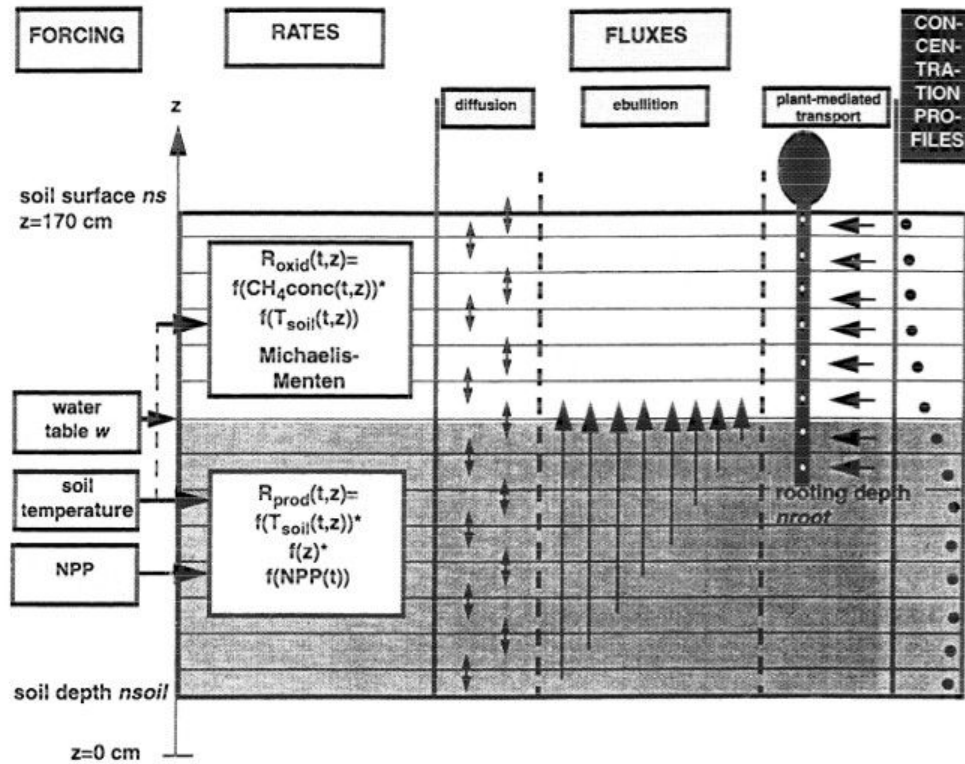 FORCING
RATES
FLUXES
CON-
CEN-
TRA-
TION
PRO-
FILES
diffusion
ebullition
plant-mediated
transport
z
soil surface ns
z=170 cm
R_oxid(t,z)=
f(CH₄conc(t,z))*
f(T_soil(t,z))
Michaelis-
Menten
water
table w
soil
temperature
NPP
R_prod(t,z)=
f(T_soil(t,z))*
f(z)*
f(NPP(t))
rooting depth
nroot
soil depth nsoil
z=0 cm